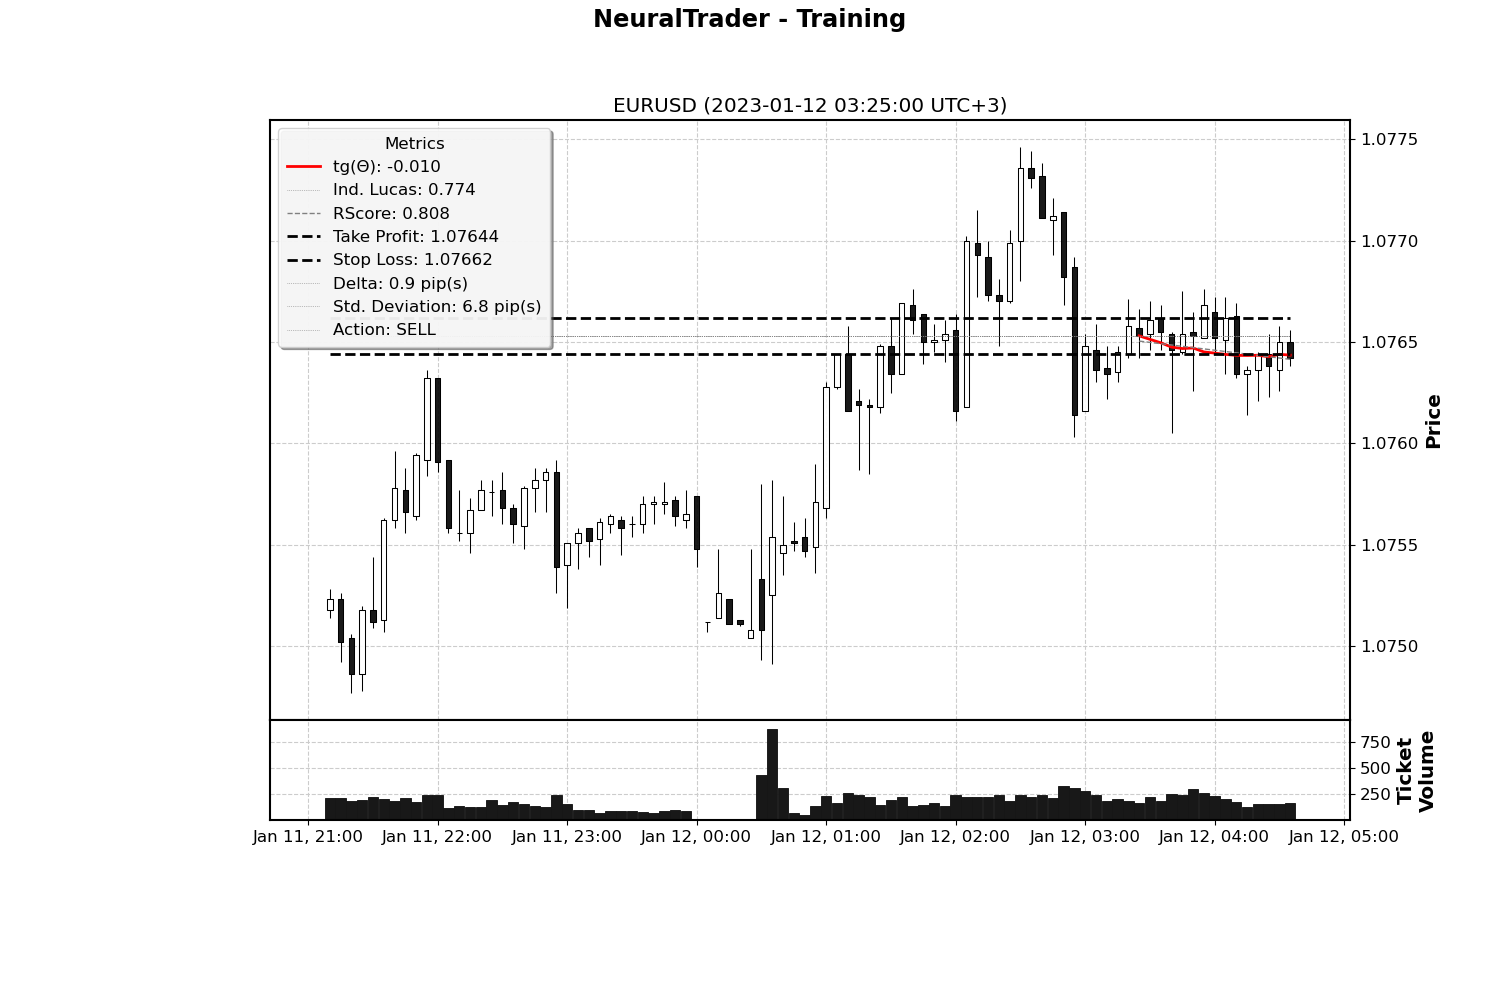 NeuralTrader - Training
EURUSD (2023-01-12 03:25:00 UTC+3)
Metrics
tg(Θ): -0.010
Ind. Lucas: 0.774
RScore: 0.808
Take Profit: 1.07644
Stop Loss: 1.07662
Delta: 0.9 pip(s)
Std. Deviation: 6.8 pip(s)
Action: SELL
1.0775
1.0770
1.0765
1.0760
1.0755
1.0750
Price
750
500
250
Ticket
Volume
Jan 11, 21:00
Jan 11, 22:00
Jan 11, 23:00
Jan 12, 00:00
Jan 12, 01:00
Jan 12, 02:00
Jan 12, 03:00
Jan 12, 04:00
Jan 12, 05:00